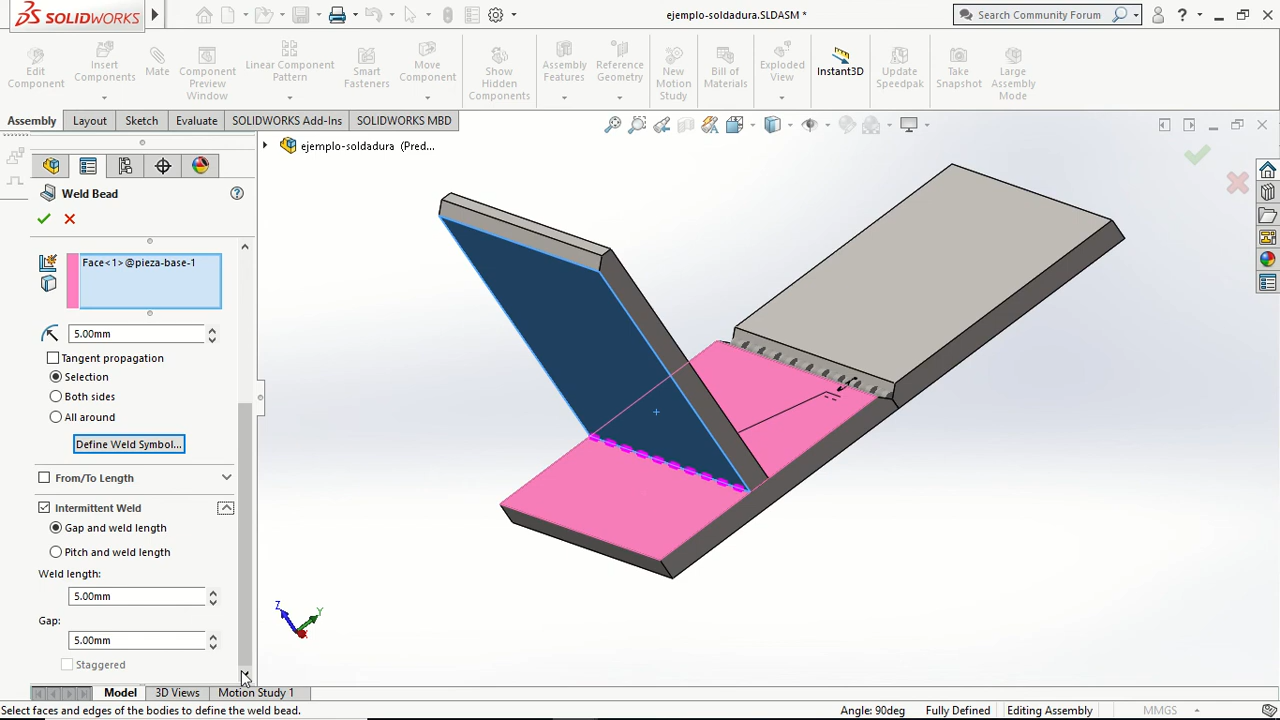 SOLIDWORKS
ejemplo-soldadura.SLDASM *
Search Community Forum
?
Edit Component
Insert Components
Mate
Component Preview Window
Linear Component Pattern
Smart Fasteners
Move Component
Show Hidden Components
Assembly Features
Reference Geometry
New Motion Study
Bill of Materials
Exploded View
Instant3D
Update Speedpak
Take Snapshot
Large Assembly Mode
Assembly
Layout
Sketch
Evaluate
SOLIDWORKS Add-Ins
SOLIDWORKS MBD
ejemplo-soldadura (Pred...
Weld Bead
?
Face<1>@pieza-base-1
5.00mm
Tangent propagation
Selection
Both sides
All around
Define Weld Symbol...
From/To Length
Intermittent Weld
Gap and weld length
Pitch and weld length
Weld length:
5.00mm
Gap:
5.00mm
Staggered
Z
Y
Model
3D Views
Motion Study 1
Select faces and edges of the bodies to define the weld bead.
Angle: 90deg
Fully Defined
Editing Assembly
MMGS